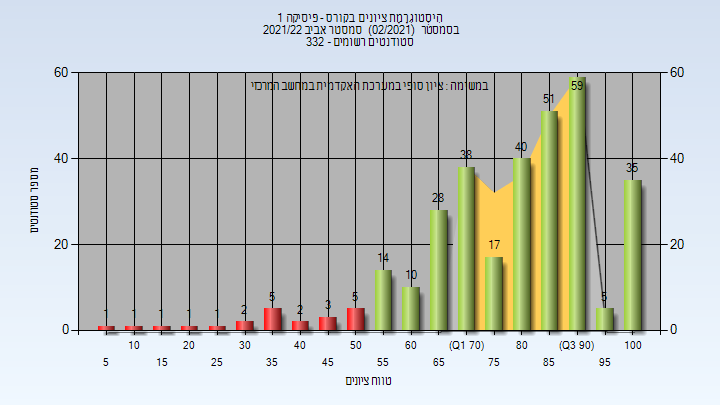 היסטוגרמת ציונים בקורס - פיסיקה 1
בסמסטר (02/2021) סמסטר אביב 2021/22
סטודנטים רשומים - 332
במשימה : ציון סופי במערכת האקדמית במחשב המרכזי
מספר סטודנטים
60
40
20
0
60
40
20
0
1 1 1 1 1 2 5 2 3 5 14 10 28 38 17 40 51 59 5 35
10 20 30 40 50 60 (Q1 70) 80 (Q3 90) 100
5 15 25 35 45 55 65 75 85 95
טווח ציונים